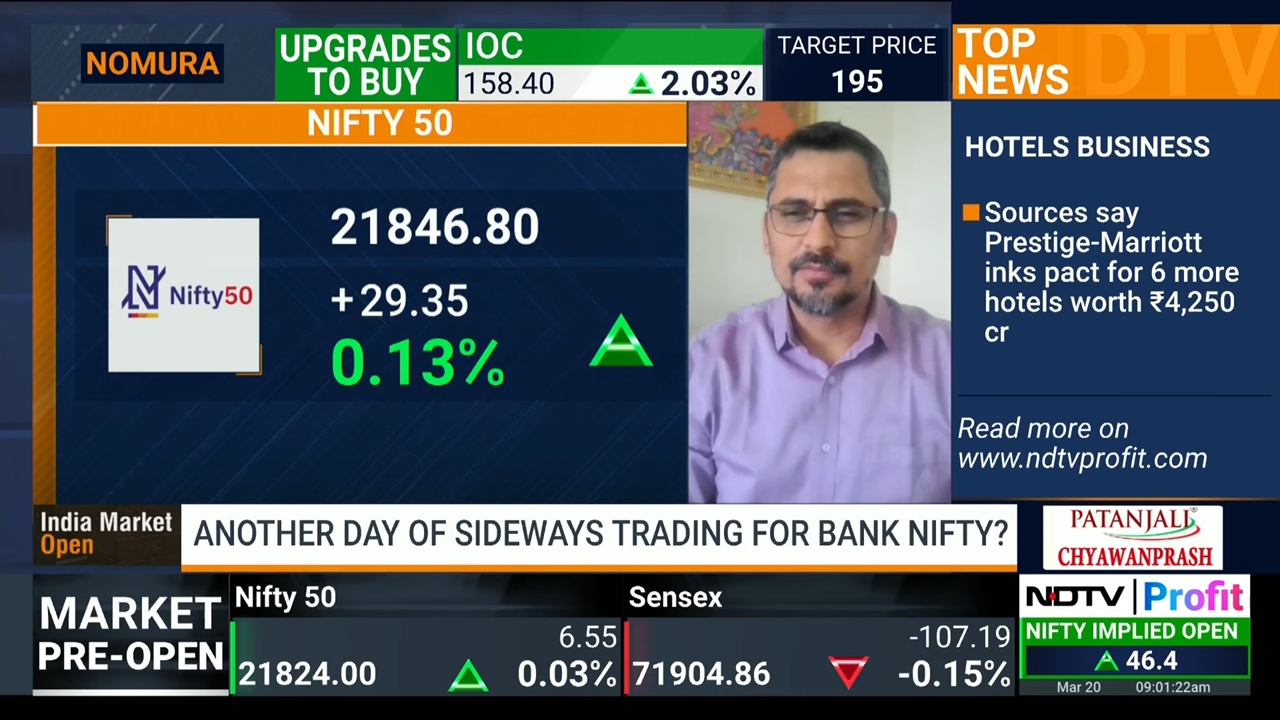 NOMURA
UPGRADES
TO BUY
IOC
158.40 2.03%
TARGET PRICE
195
TOP
NEWS
NDTV
NIFTY 50
Nifty50
21846.80
+29.35
0.13%
HOTELS BUSINESS
Sources say
Prestige-Marriott
inks pact for 6 more
hotels worth ₹4,250
cr
Read more on
www.ndtvprofit.com
India Market
Open
ANOTHER DAY OF SIDEWAYS TRADING FOR BANK NIFTY?
PATANJALI
CHYAWANPRASH
MARKET
PRE-OPEN
Nifty 50
6.55
21824.00 0.03%
Sensex
-107.19
71904.86 -0.15%
NDTV Profit
NIFTY IMPLIED OPEN
46.4
Mar 20 09:01:22am